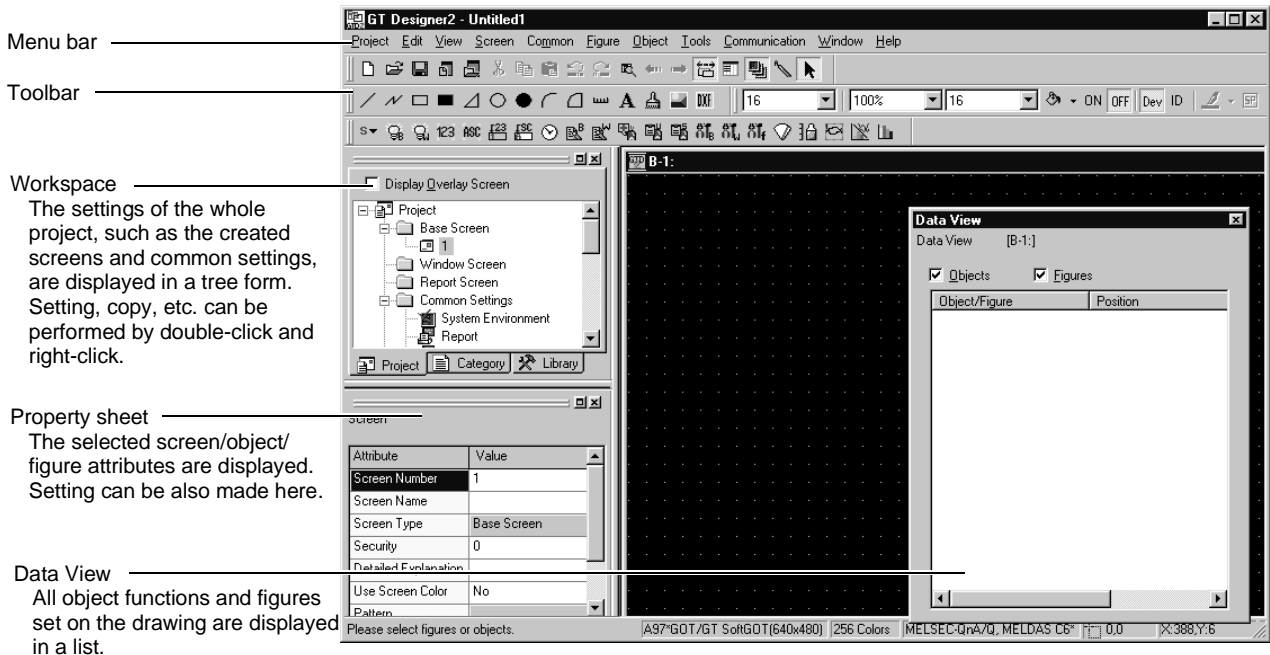 GT Designer2 - Untitled1
Menu bar
Project Edit View Screen Common Figure Object Tools Communication Window Help
Toolbar
A DXF 16 100% 16 ON OFF Dev ID SP
S 123 ASC
Workspace
The settings of the whole
project, such as the created
screens and common settings,
are displayed in a tree form.
Setting, copy, etc. can be
performed by double-click and
right-click.
Display Overlay Screen
Project
Base Screen
1
Window Screen
Report Screen
Common Settings
System Environment
Report
Project Category Library
B-1:
Data View
Data View [B-1:]
Objects Figures
Object/Figure Position
Property sheet
The selected screen/object/
figure attributes are displayed.
Setting can be also made here.
Screen
Attribute Value
Screen Number 1
Screen Name
Screen Type Base Screen
Security 0
Detailed Explanation
Use Screen Color No
Pattern
Data View
All object functions and figures
set on the drawing are displayed
in a list.
Please select figures or objects. A97*GOT/GT SoftGOT(640x480) 256 Colors MELSEC-QnA/Q, MELDAS C6* 0,0 X:388,Y:6